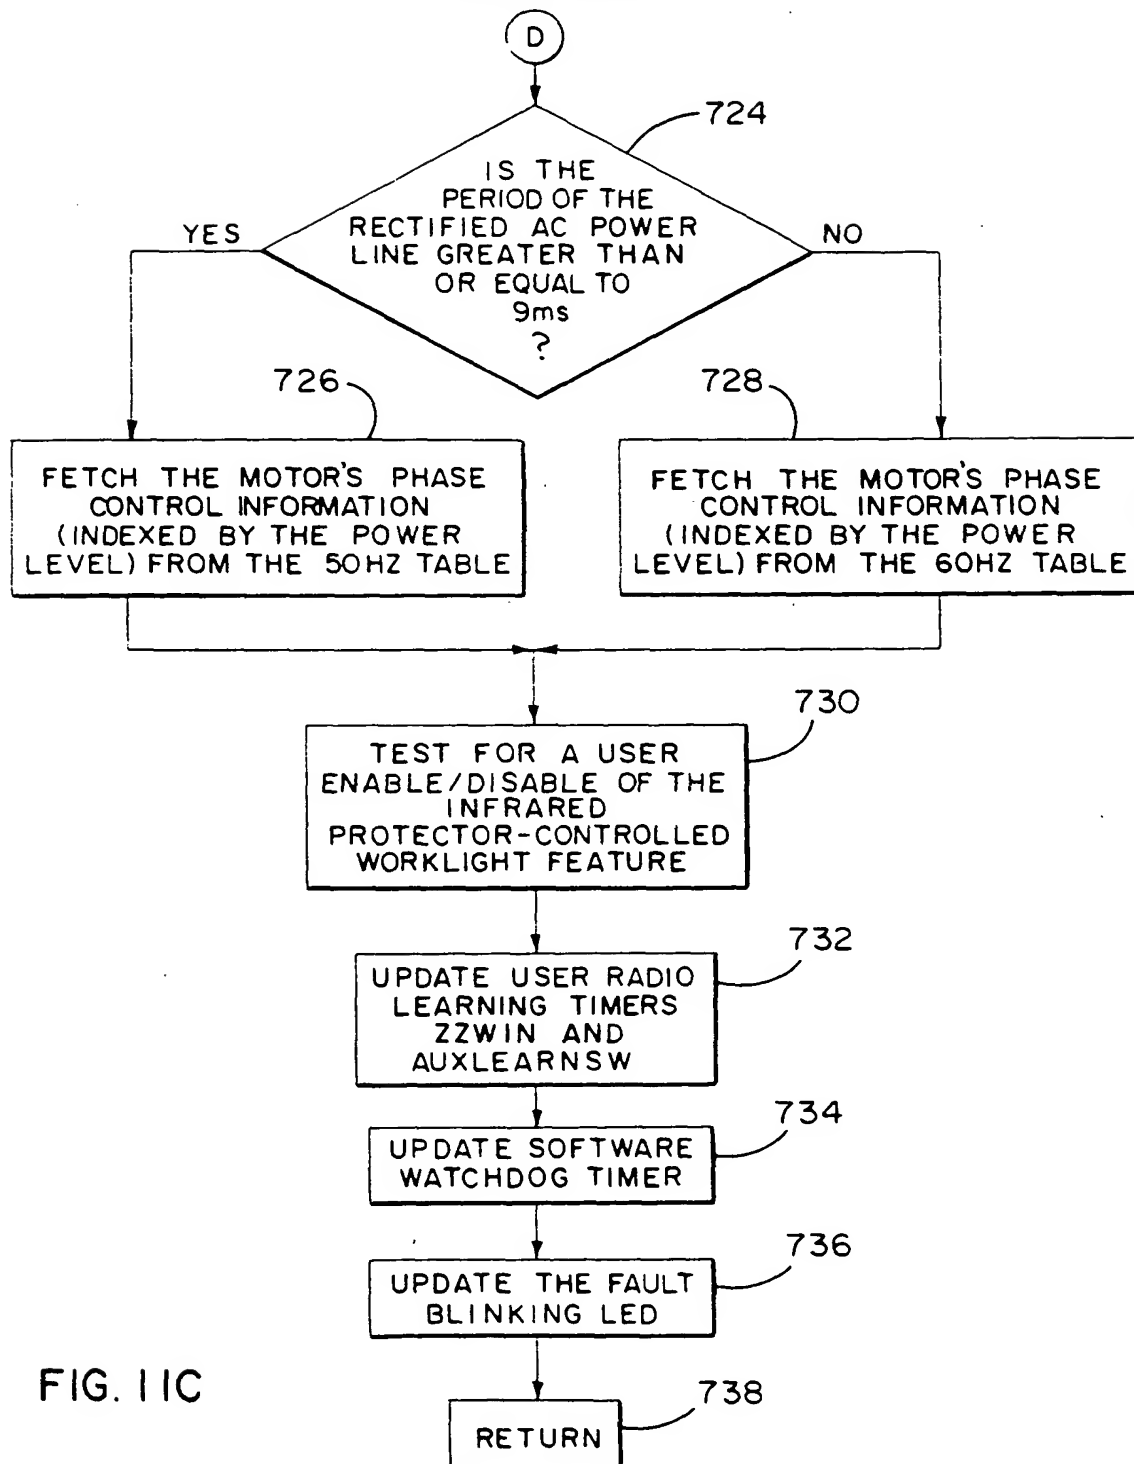 D
724
IS THE
PERIOD OF THE
RECTIFIED AC POWER
LINE GREATER THAN
OR EQUAL TO
9ms
?
YES
NO
726
FETCH THE MOTOR'S PHASE
CONTROL INFORMATION
(INDEXED BY THE POWER
LEVEL) FROM THE 50HZ TABLE
728
FETCH THE MOTOR'S PHASE
CONTROL INFORMATION
(INDEXED BY THE POWER
LEVEL) FROM THE 60HZ TABLE
730
TEST FOR A USER
ENABLE/DISABLE OF THE
INFRARED
PROTECTOR-CONTROLLED
WORKLIGHT FEATURE
732
UPDATE USER RADIO
LEARNING TIMERS
ZZWIN AND
AUXLEARNSW
734
UPDATE SOFTWARE
WATCHDOG TIMER
736
UPDATE THE FAULT
BLINKING LED
738
RETURN
FIG. 11C